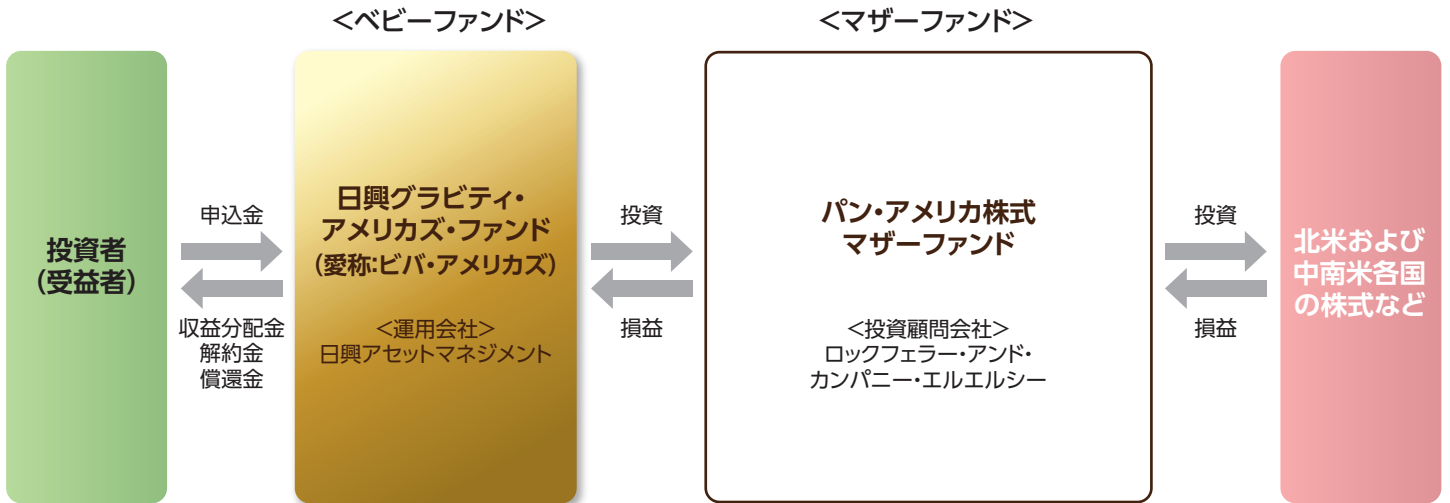 <ベビーファンド>
<マザーファンド>
投資者
(受益者)
申込金
収益分配金
解約金
償還金
日興グラビティ・
アメリカズ・ファンド
(愛称:ビバ・アメリカズ)
<運用会社>
日興アセットマネジメント
投資
損益
パン・アメリカ株式
マザーファンド
<投資顧問会社>
ロックフェラー・アンド・
カンパニー・エルエルシー
投資
損益
北米および
中南米各国
の株式など